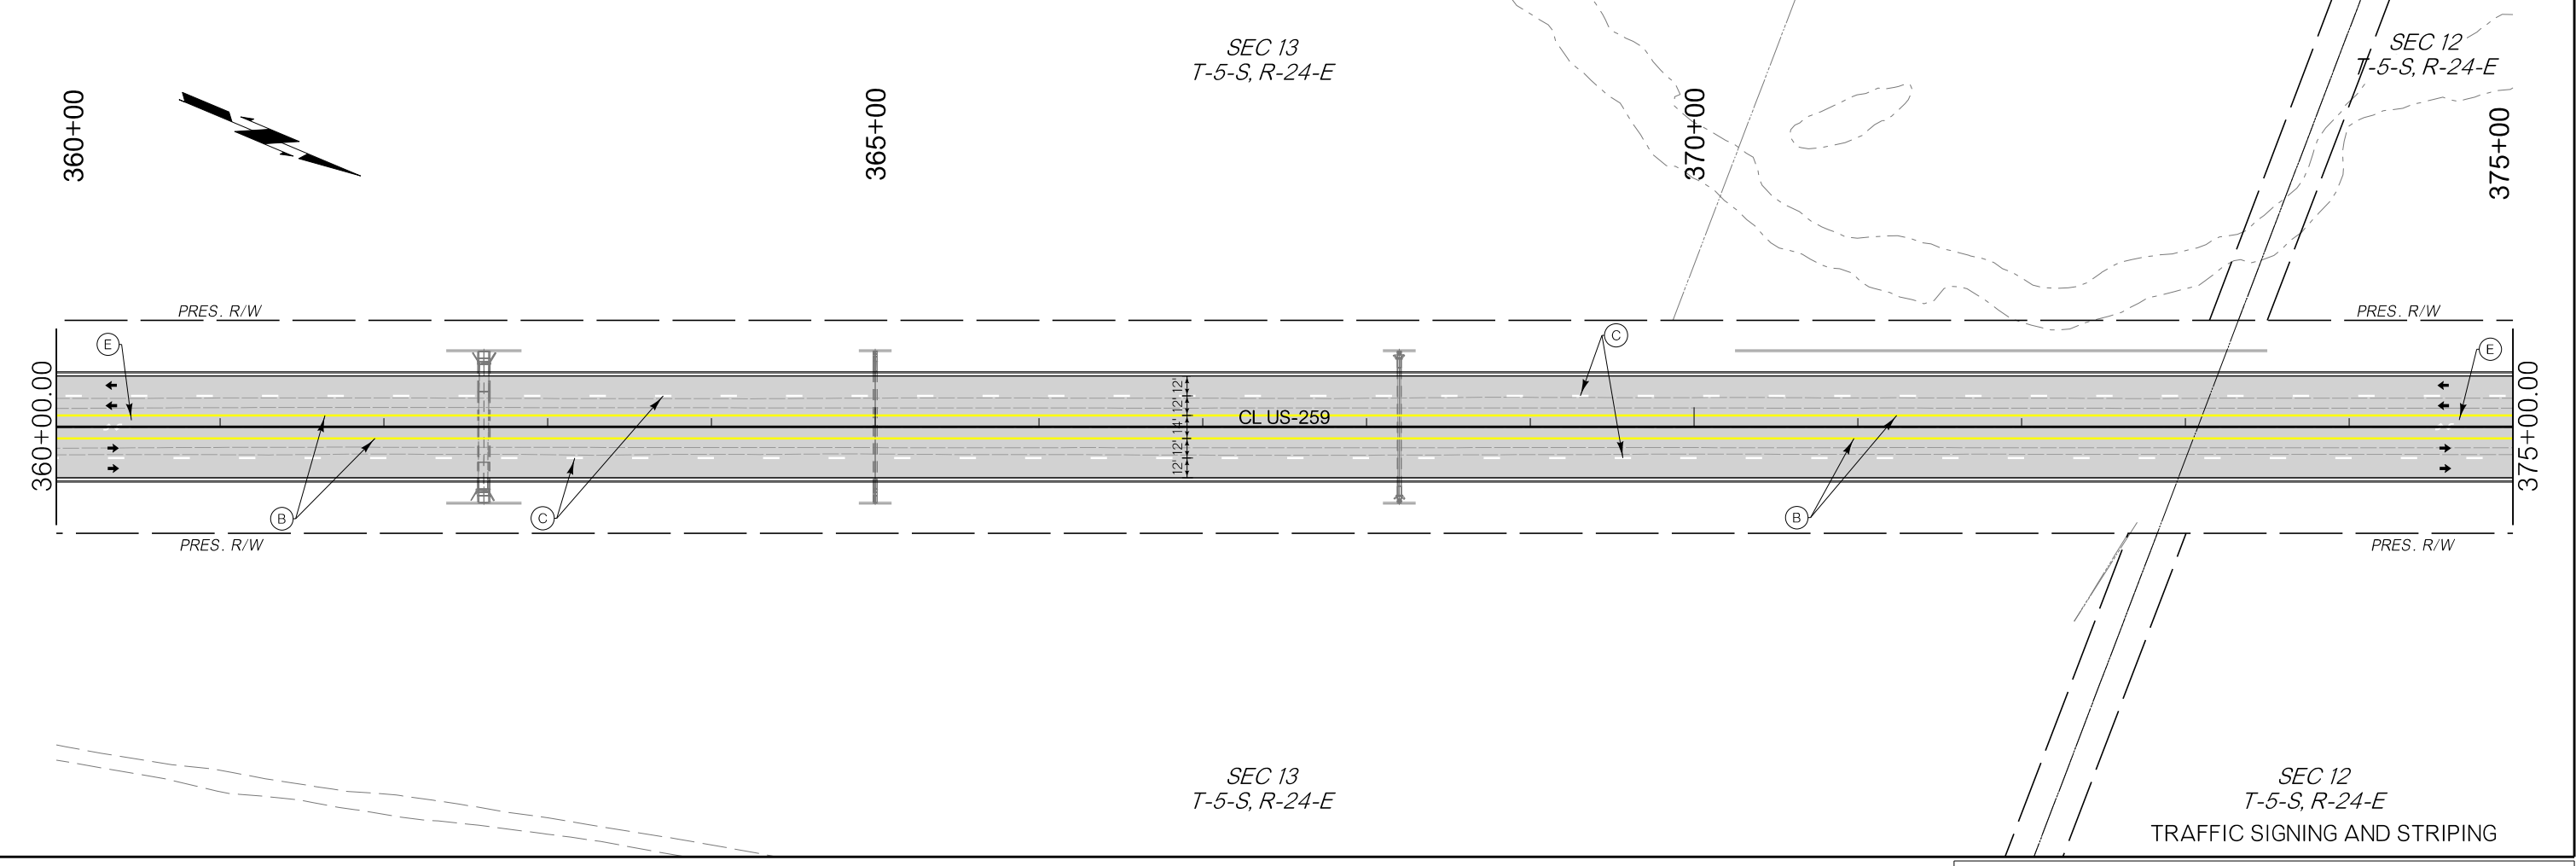 SEC 13
T-5-S, R-24-E
SEC 12
T-5-S, R-24-E
360+00
365+00
370+00
375+00
PRES. R/W
PRES. R/W
E
C
E
360+00.00
375+00.00
12'
12'
14'
12'
12'
CL US-259
B
C
B
PRES. R/W
PRES. R/W
SEC 13
T-5-S, R-24-E
SEC 12
T-5-S, R-24-E
TRAFFIC SIGNING AND STRIPING